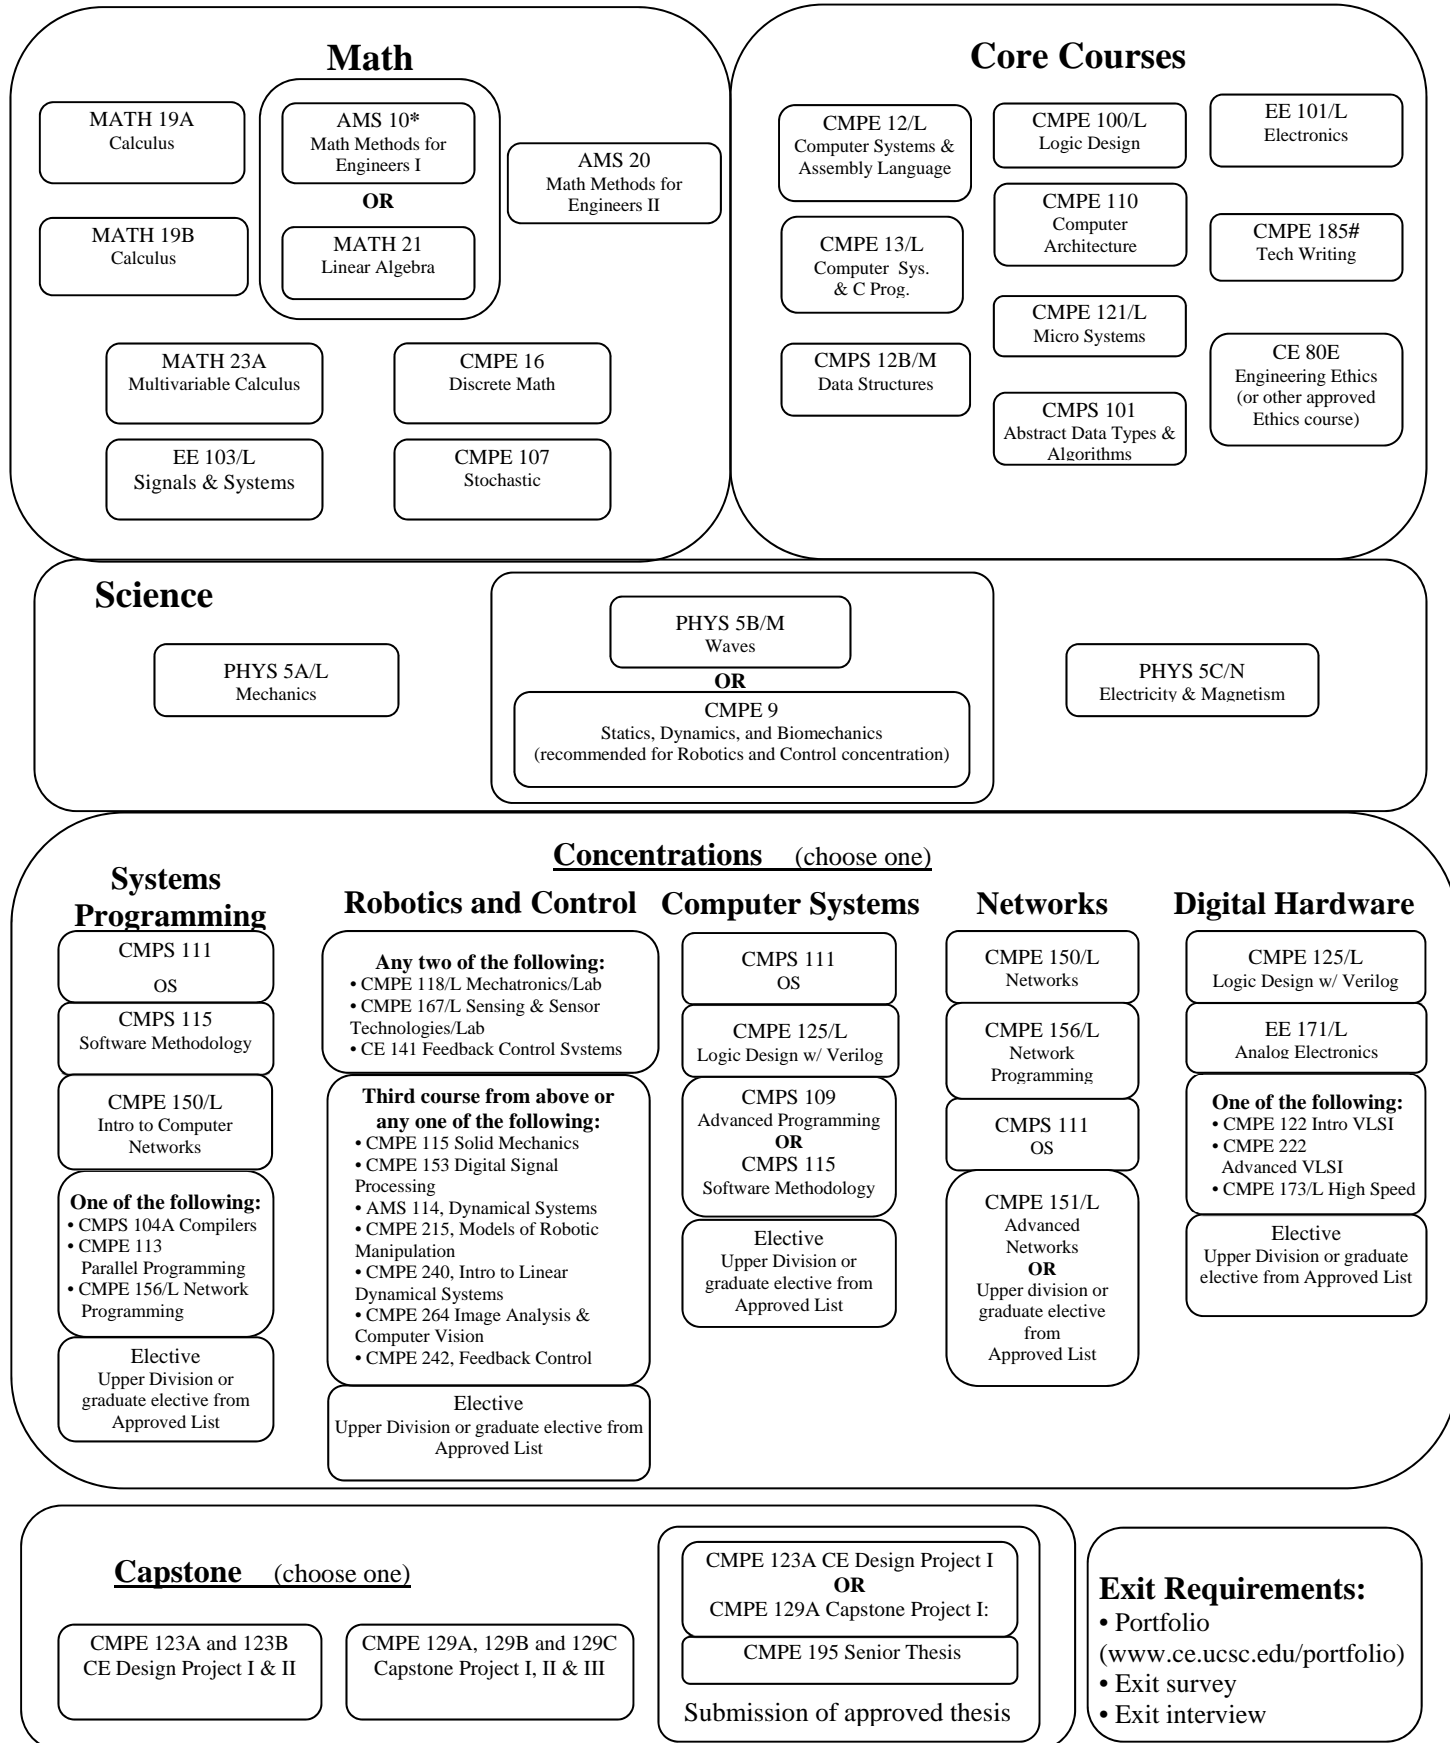 Math
MATH 19A
Calculus
AMS 10*
Math Methods for
Engineers I
OR
MATH 21
Linear Algebra
AMS 20
Math Methods for
Engineers II
MATH 19B
Calculus
MATH 23A
Multivariable Calculus
CMPE 16
Discrete Math
EE 103/L
Signals & Systems
CMPE 107
Stochastic
Core Courses
CMPE 12/L
Computer Systems &
Assembly Language
CMPE 13/L
Computer Sys.
& C Prog.
CMPS 12B/M
Data Structures
CMPE 100/L
Logic Design
CMPE 110
Computer
Architecture
CMPE 121/L
Micro Systems
CMPS 101
Abstract Data Types &
Algorithms
EE 101/L
Electronics
CMPE 185#
Tech Writing
CE 80E
Engineering Ethics
(or other approved
Ethics course)
Science
PHYS 5A/L
Mechanics
PHYS 5B/M
Waves
OR
CMPE 9
Statics, Dynamics, and Biomechanics
(recommended for Robotics and Control concentration)
PHYS 5C/N
Electricity & Magnetism
Concentrations (choose one)
Systems
Programming
CMPS 111
OS
CMPS 115
Software Methodology
CMPE 150/L
Intro to Computer
Networks
One of the following:
• CMPS 104A Compilers
• CMPE 113
Parallel Programming
• CMPE 156/L Network
Programming
Elective
Upper Division or
graduate elective from
Approved List
Robotics and Control
Any two of the following:
• CMPE 118/L Mechatronics/Lab
• CMPE 167/L Sensing & Sensor
Technologies/Lab
• CE 141 Feedback Control Systems
Third course from above or
any one of the following:
• CMPE 115 Solid Mechanics
• CMPE 153 Digital Signal
Processing
• AMS 114, Dynamical Systems
• CMPE 215, Models of Robotic
Manipulation
• CMPE 240, Intro to Linear
Dynamical Systems
• CMPE 264 Image Analysis &
Computer Vision
• CMPE 242, Feedback Control
Elective
Upper Division or graduate elective from
Approved List
Computer Systems
CMPS 111
OS
CMPE 125/L
Logic Design w/ Verilog
CMPS 109
Advanced Programming
OR
CMPS 115
Software Methodology
Elective
Upper Division or
graduate elective from
Approved List
Networks
CMPE 150/L
Networks
CMPE 156/L
Network
Programming
CMPS 111
OS
CMPE 151/L
Advanced
Networks
OR
Upper division or
graduate elective
from
Approved List
Digital Hardware
CMPE 125/L
Logic Design w/ Verilog
EE 171/L
Analog Electronics
One of the following:
• CMPE 122 Intro VLSI
• CMPE 222
Advanced VLSI
• CMPE 173/L High Speed
Elective
Upper Division or graduate
elective from Approved List
Capstone (choose one)
CMPE 123A and 123B
CE Design Project I & II
CMPE 129A, 129B and 129C
Capstone Project I, II & III
CMPE 123A CE Design Project I
OR
CMPE 129A Capstone Project I:
CMPE 195 Senior Thesis
Submission of approved thesis
Exit Requirements:
• Portfolio
(www.ce.ucsc.edu/portfolio)
• Exit survey
• Exit interview